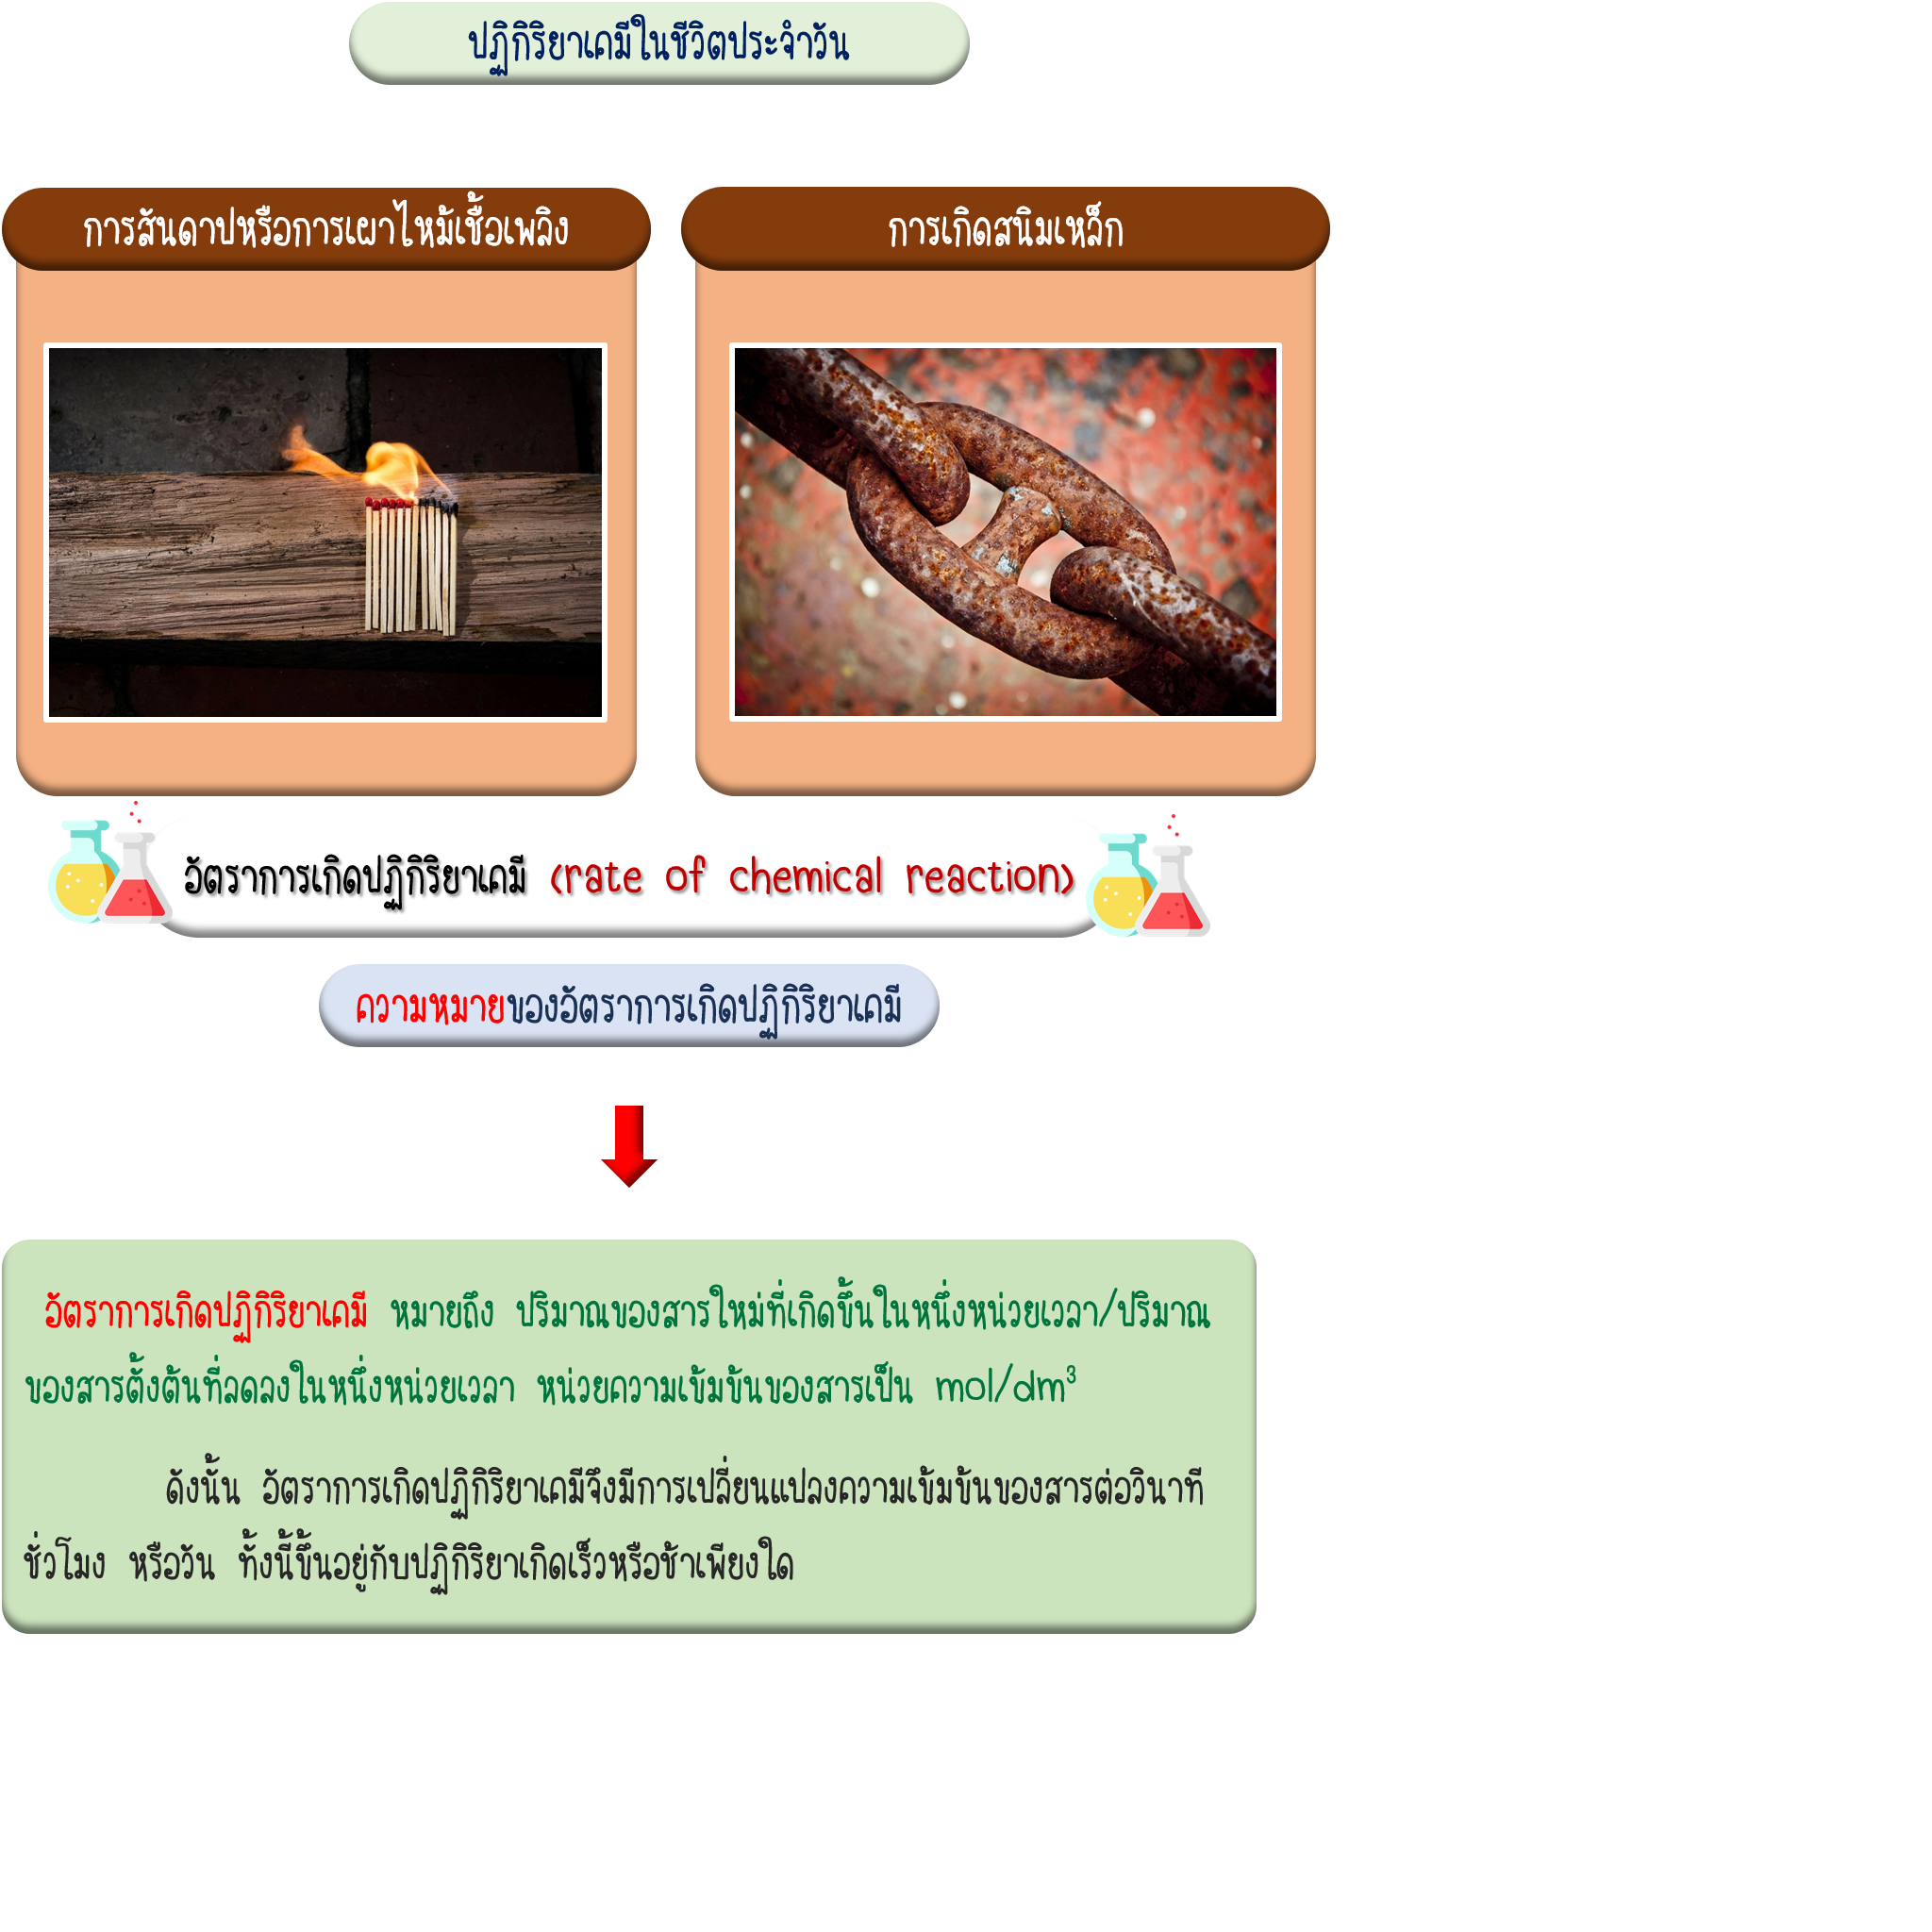 ปฏิกิริยาเคมีในชีวิตประจำวัน
การสันดาปหรือการเผาไหม้เชื้อเพลิง
การเกิดสนิมเหล็ก
อัตราการเกิดปฏิกิริยาเคมี (rate of chemical reaction)
ความหมายของอัตราการเกิดปฏิกิริยาเคมี
อัตราการเกิดปฏิกิริยาเคมี หมายถึง ปริมาณของสารใหม่ที่เกิดขึ้นในหนึ่งหน่วยเวลา/ปริมาณ
ของสารตั้งต้นที่ลดลงในหนึ่งหน่วยเวลา หน่วยความเข้มข้นของสารเป็น mol/dm³
ดังนั้น อัตราการเกิดปฏิกิริยาเคมีจึงมีการเปลี่ยนแปลงความเข้มข้นของสารต่อวินาที
ชั่วโมง หรือวัน ทั้งนี้ขึ้นอยู่กับปฏิกิริยาเกิดเร็วหรือช้าเพียงใด